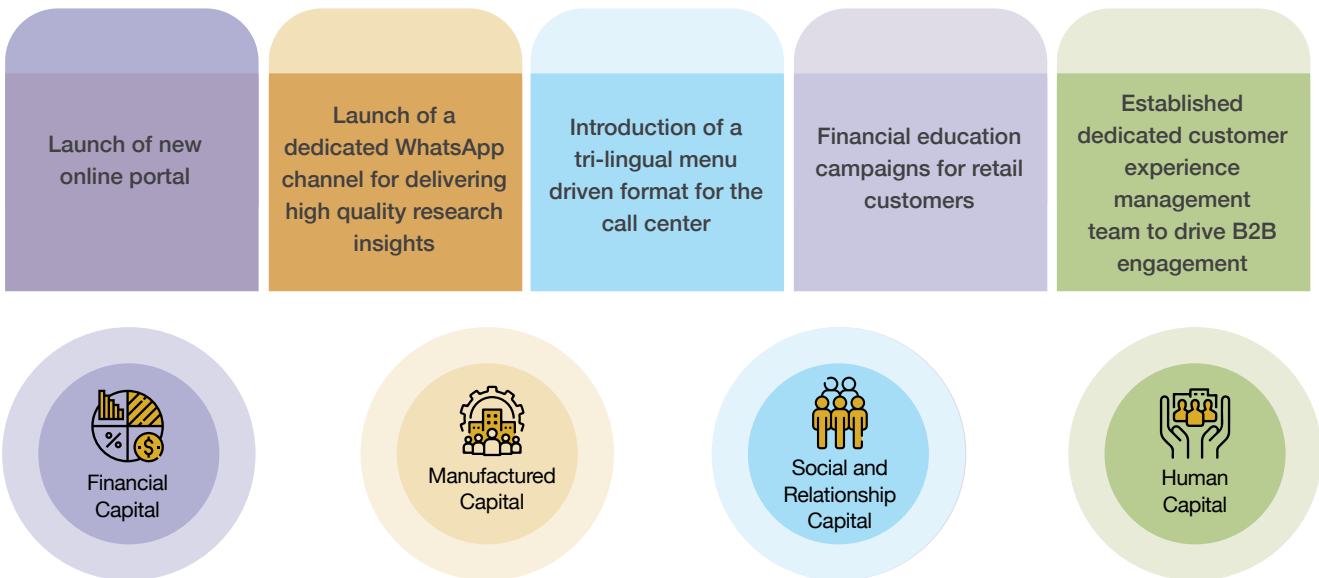 Launch of new
online portal
Launch of a
dedicated WhatsApp
channel for delivering
high quality research
insights
Introduction of a
tri-lingual menu
driven format for the
call center
Financial education
campaigns for retail
customers
Established
dedicated customer
experience
management
team to drive B2B
engagement
%
$
Financial
Capital
Manufactured
Capital
Social and
Relationship
Capital
Human
Capital